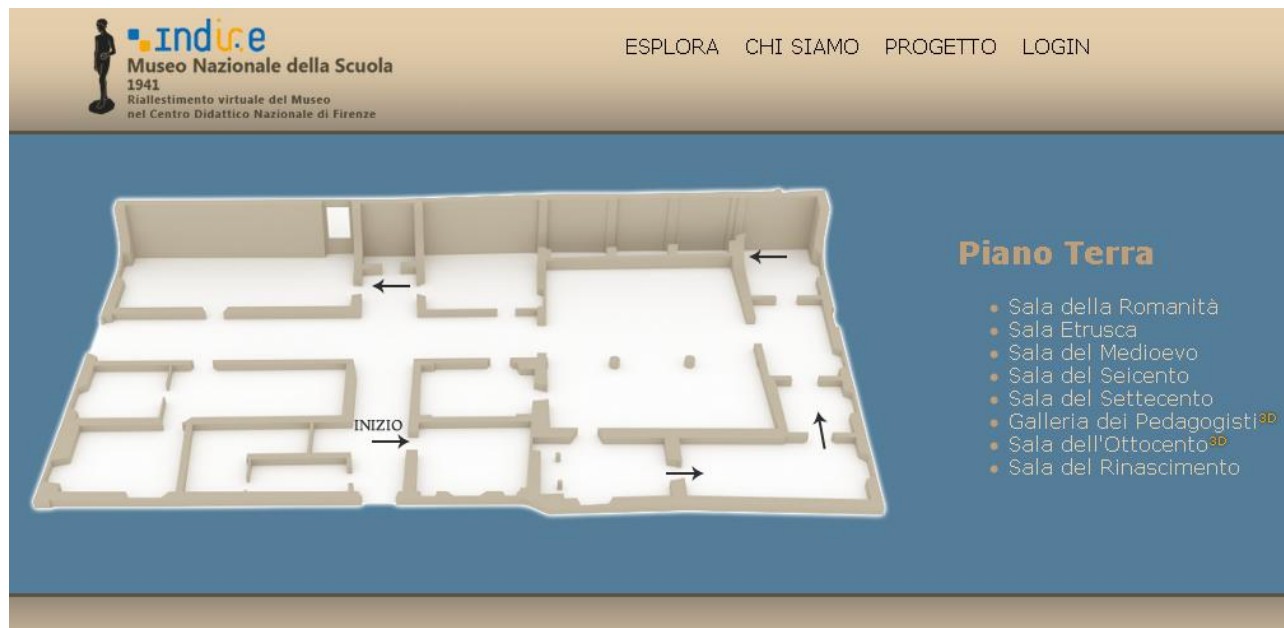 indire
Museo Nazionale della Scuola
1941
Riallestimento virtuale del Museo
nel Centro Didattico Nazionale di Firenze
ESPLORA CHI SIAMO PROGETTO LOGIN
INIZIO
Piano Terra
Sala della Romanità
Sala Etrusca
Sala del Medioevo
Sala del Seicento
Sala del Settecento
Galleria dei Pedagogisti3D
Sala dell'Ottocento3D
Sala del Rinascimento